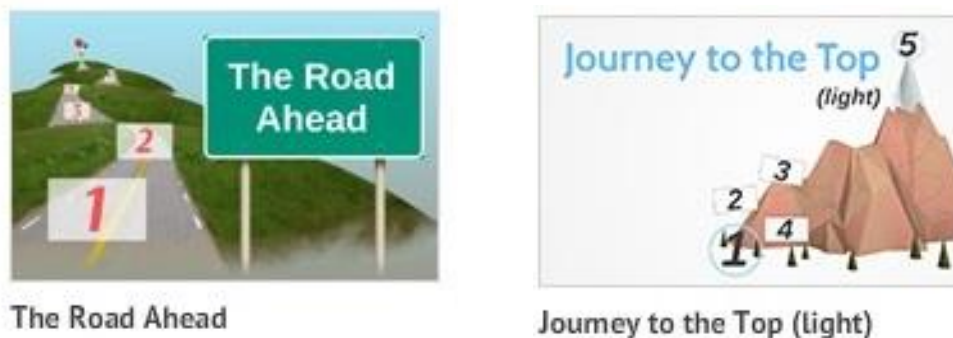 The Road
Ahead
1
2
3
The Road Ahead
Journey to the Top
(light)
5
3
2
4
1
Journey to the Top (light)